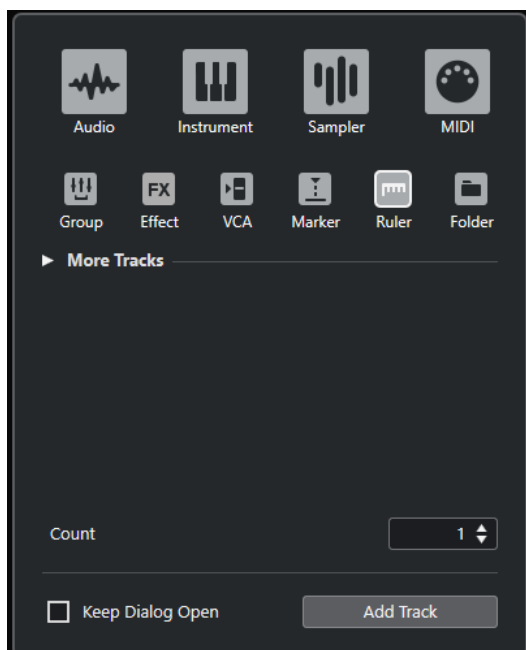 Audio Instrument Sampler MIDI
FX
Group Effect VCA Marker Ruler Folder
More Tracks
Count 1
Keep Dialog Open Add Track